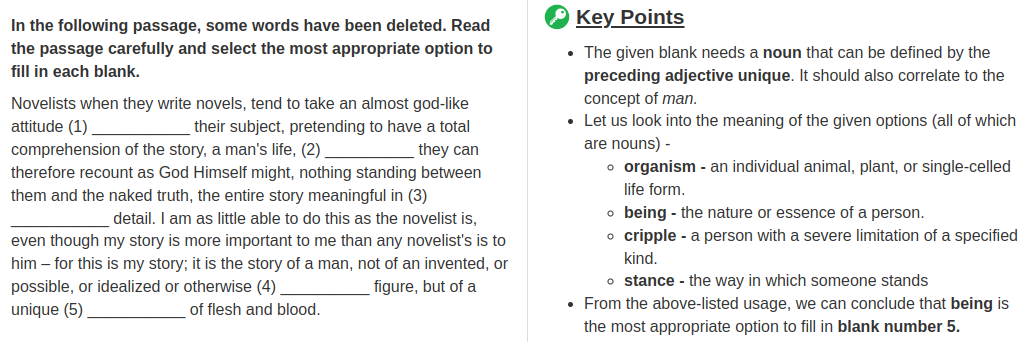 In the following passage, some words have been deleted. Read
the passage carefully and select the most appropriate option to
fill in each blank.
Novelists when they write novels, tend to take an almost god-like
attitude (1) ___________ their subject, pretending to have a total
comprehension of the story, a man's life, (2) __________ they can
therefore recount as God Himself might, nothing standing between
them and the naked truth, the entire story meaningful in (3)
___________ detail. I am as little able to do this as the novelist is,
even though my story is more important to me than any novelist's is to
him – for this is my story; it is the story of a man, not of an invented, or
possible, or idealized or otherwise (4) __________ figure, but of a
unique (5) ___________ of flesh and blood.
Key Points
• The given blank needs a noun that can be defined by the
preceding adjective unique. It should also correlate to the
concept of man.
• Let us look into the meaning of the given options (all of which
are nouns) -
◦ organism - an individual animal, plant, or single-celled
life form.
◦ being - the nature or essence of a person.
◦ cripple - a person with a severe limitation of a specified
kind.
◦ stance - the way in which someone stands
• From the above-listed usage, we can conclude that being is
the most appropriate option to fill in blank number 5.